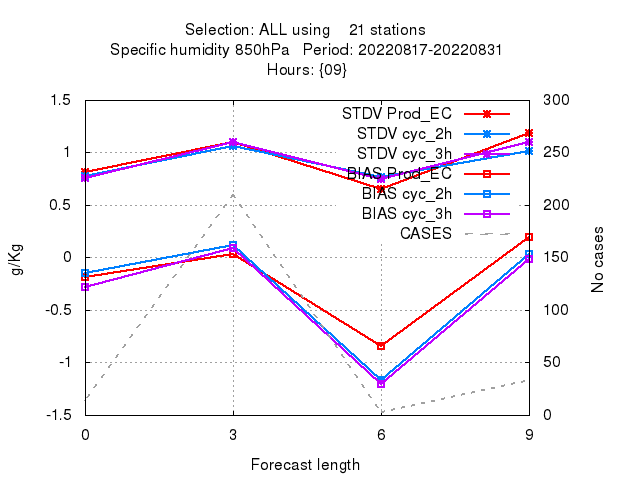 Selection: ALL using 21 stations
Specific humidity 850hPa Period: 20220817-20220831
Hours: {09}
1.5 300
STDV Prod_EC
STDV cyc_2h
1 250
STDV cyc_3h
BIAS Prod_EC
BIAS cyc_2h
0.5 200
BIAS cyc_3h
CASES
0 150
g/Kg
No cases
-0.5 100
-1 50
-1.5 0
0 3 6 9
Forecast length